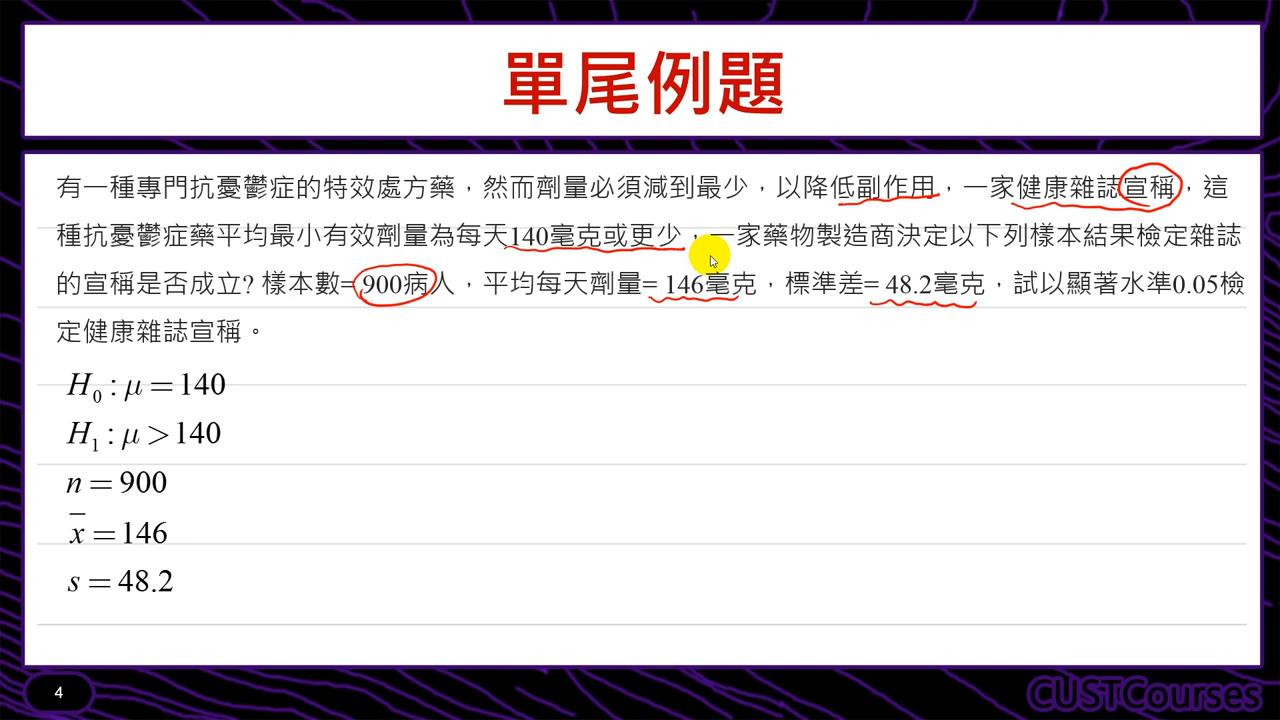 單尾例題
有一種專門抗憂鬱症的特效處方藥，然而劑量必須減到最少，以降低副作用，一家健康雜誌宣稱，這
種抗憂鬱症藥平均最小有效劑量為每天140毫克或更少，一家藥物製造商決定以下列樣本結果檢定雜誌
的宣稱是否成立? 樣本數= 900病人，平均每天劑量= 146毫克，標準差= 48.2毫克，試以顯著水準0.05檢
定健康雜誌宣稱。
H₀ : μ = 140
H₁ : μ > 140
n = 900
x̄ = 146
s = 48.2
4
CUSTCourses